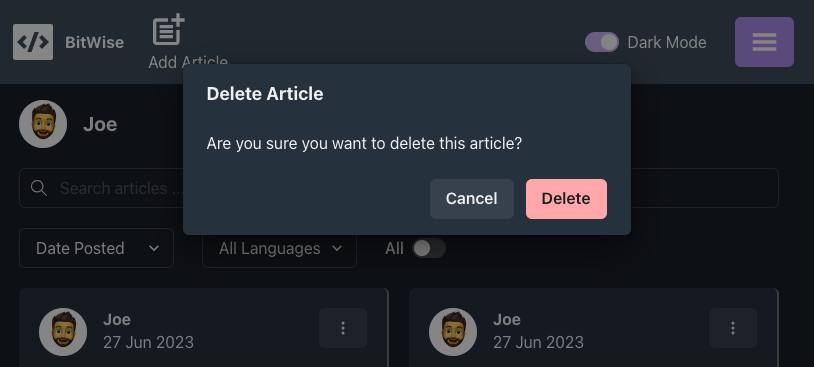 </> BitWise
Add Article
Dark Mode
Delete Article
Joe
Are you sure you want to delete this article?
Search articles ...
Cancel Delete
Date Posted All Languages All
Joe Joe
27 Jun 2023 27 Jun 2023